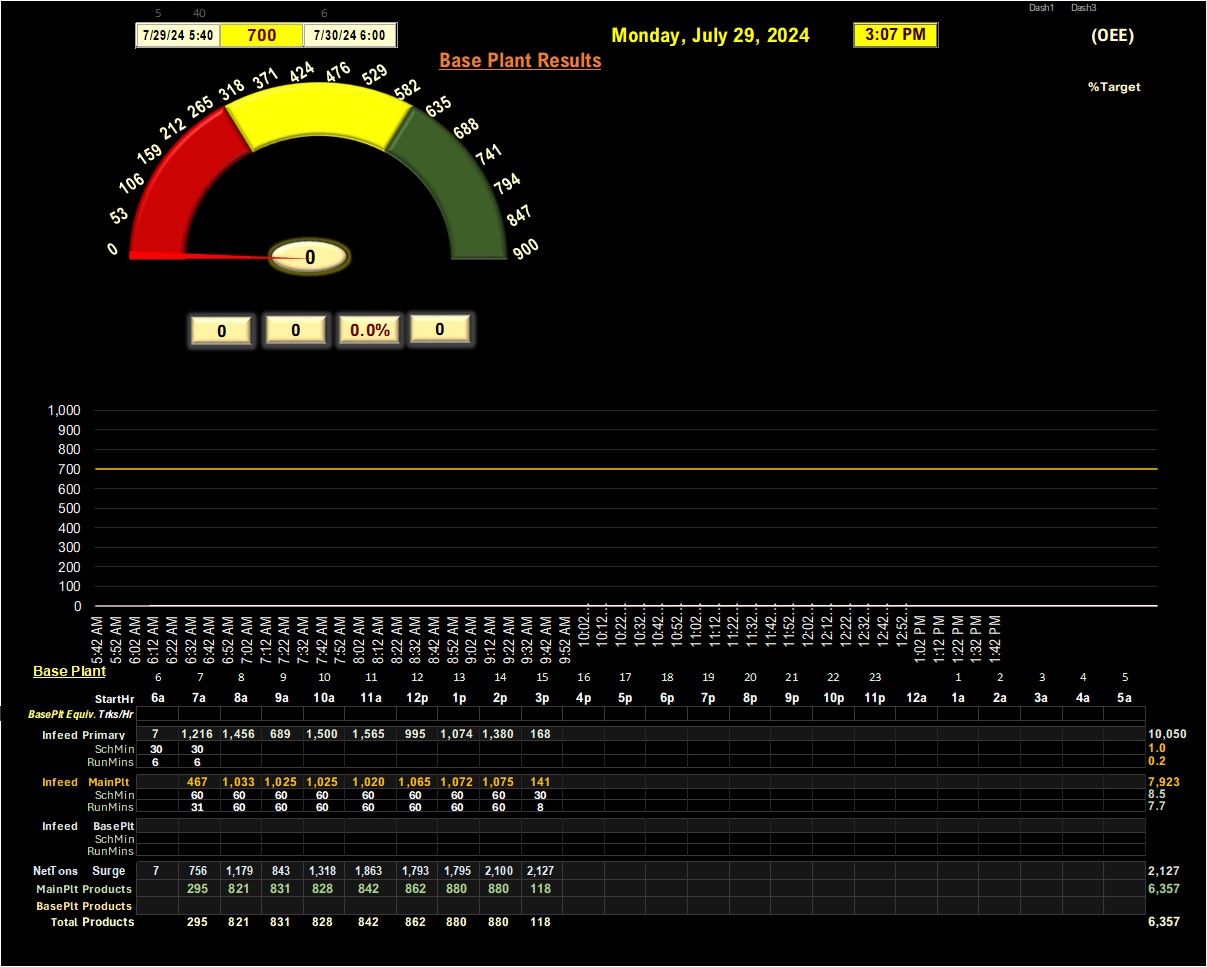 Dash1 Dash3
5 40 6
7/29/24 5:40 700 7/30/24 6:00 Monday, July 29, 2024 3:07 PM (OEE)
Base Plant Results
%Target
0 53 106 159 212 265 318 371 424 476 529 582 635 688 741 794 847 900
0
0 0 0.0% 0
1,000
900
800
700
600
500
400
300
200
100
0
5:42 AM 5:52 AM 6:02 AM 6:12 AM 6:22 AM 6:32 AM 6:42 AM 6:52 AM 7:02 AM 7:12 AM 7:22 AM 7:32 AM 7:42 AM 7:52 AM 8:02 AM 8:12 AM 8:22 AM 8:32 AM 8:42 AM 8:52 AM 9:02 AM 9:12 AM 9:22 AM 9:32 AM 9:42 AM 9:52 AM 10:02... 10:12... 10:22... 10:32... 10:42... 10:52... 11:02... 11:12... 11:22... 11:32... 11:42... 11:52... 12:02... 12:12... 12:22... 12:32... 12:42... 12:52... 1:02 PM 1:12 PM 1:22 PM 1:32 PM 1:42 PM
Base Plant 6 7 8 9 10 11 12 13 14 15 16 17 18 19 20 21 22 23 1 2 3 4 5
StartHr 6a 7a 8a 9a 10a 11a 12p 1p 2p 3p 4p 5p 6p 7p 8p 9p 10p 11p 12a 1a 2a 3a 4a 5a
BasePlt Equiv. Trks/Hr
Infeed Primary 7 1,216 1,456 689 1,500 1,565 995 1,074 1,380 168 10,050
SchMin 30 30 1.0
RunMins 6 6 0.2
Infeed MainPlt 467 1,033 1,025 1,025 1,020 1,065 1,072 1,075 141 7,923
SchMin 60 60 60 60 60 60 60 60 30 8.5
RunMins 31 60 60 60 60 60 60 60 8 7.7
Infeed BasePlt
SchMin
RunMins
NetTons Surge 7 756 1,179 843 1,318 1,863 1,793 1,795 2,100 2,127 2,127
MainPlt Products 295 821 831 828 842 862 880 880 118 6,357
BasePlt Products
Total Products 295 821 831 828 842 862 880 880 118 6,357